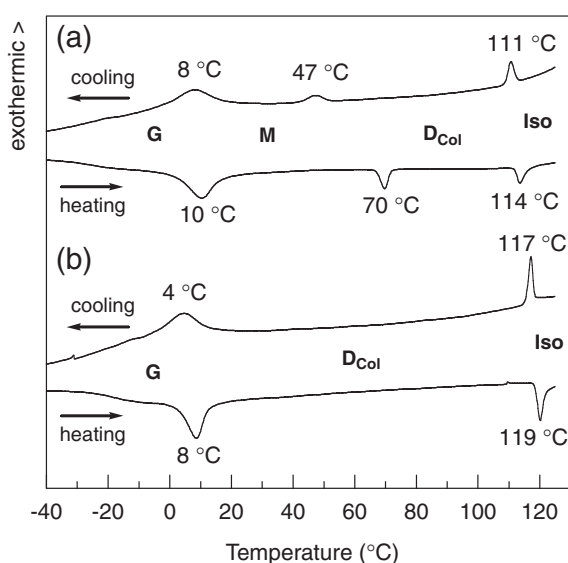 exothermic >
(a)
cooling
8 °C
47 °C
111 °C
G
M
D_Col
Iso
heating
10 °C
70 °C
114 °C
(b)
cooling
4 °C
117 °C
G
D_Col
Iso
heating
8 °C
119 °C
-40 -20 0 20 40 60 80 100 120
Temperature (°C)